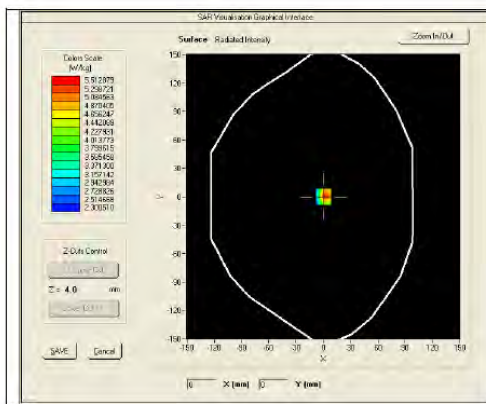 SAR Visualisation Graphical Interface
Surface Radiated Intensity
Zoom In/Out
Colors Scale
(W/kg)
5.512879
5.298721
5.084563
4.870405
4.656247
4.442089
4.227931
4.013773
3.799615
3.585458
3.371300
3.157142
2.942984
2.728826
2.514668
2.300510
150
120
90
60
30
0
-30
-60
-90
-120
-150
Y
-150 -120 -90 -60 -30 0 30 60 90 120 150
X
Z-Cuts Control
Z = 4.0 mm
SAVE
Cancel
X (mm)
Y (mm)